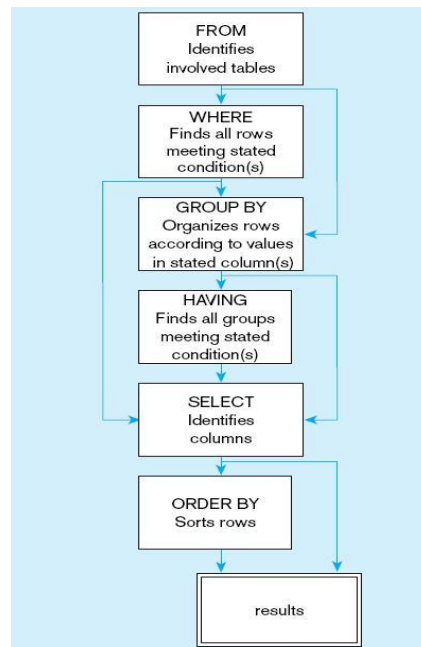 FROM
Identifies
involved tables
WHERE
Finds all rows
meeting stated
condition(s)
GROUP BY
Organizes rows
according to values
in stated column(s)
HAVING
Finds all groups
meeting stated
condition(s)
SELECT
Identifies
columns
ORDER BY
Sorts rows
results